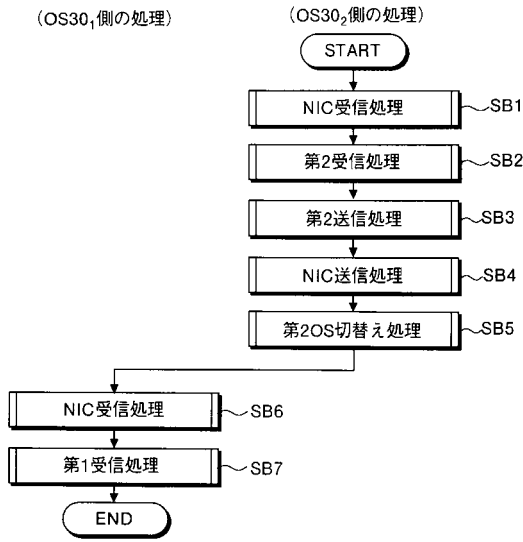 (OS30₁側の処理)
(OS30₂側の処理)
START
NIC受信処理
SB1
第2受信処理
SB2
第2送信処理
SB3
NIC送信処理
SB4
第2OS切替え処理
SB5
NIC受信処理
SB6
第1受信処理
SB7
END